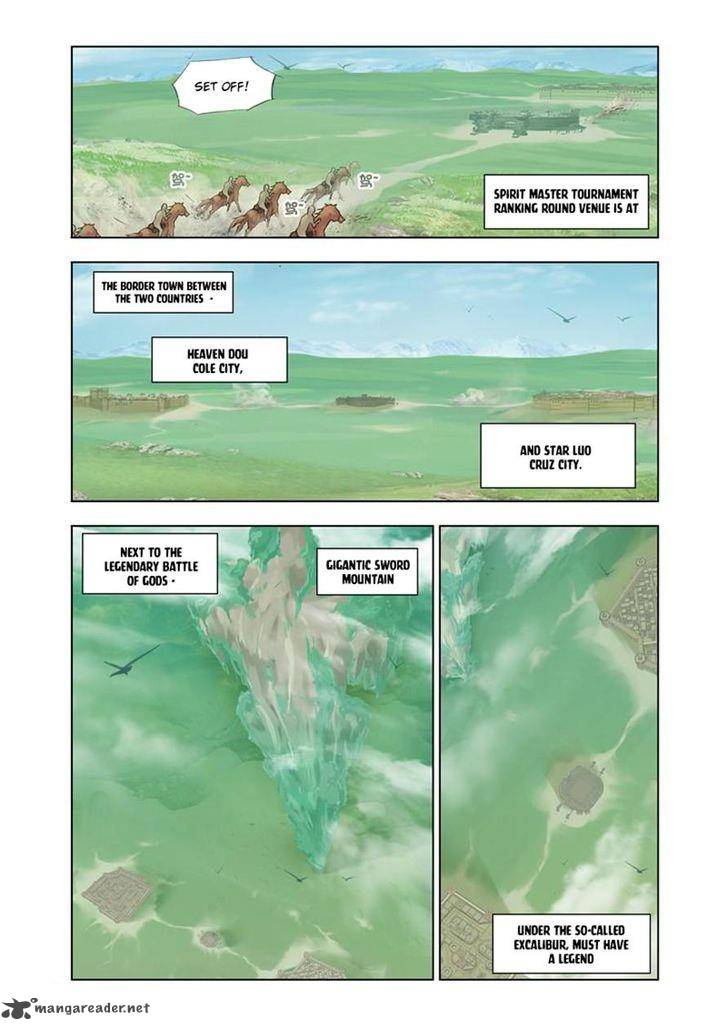 SET OFF!
SPIRIT MASTER TOURNAMENT
RANKING ROUND VENUE IS AT
THE BORDER TOWN BETWEEN
THE TWO COUNTRIES -
HEAVEN DOU
COLE CITY,
AND STAR LUO
CRUZ CITY.
NEXT TO THE
LEGENDARY BATTLE
OF GODS -
GIGANTIC SWORD
MOUNTAIN
UNDER THE SO-CALLED
EXCALIBUR, MUST HAVE
A LEGEND
mangareader.net